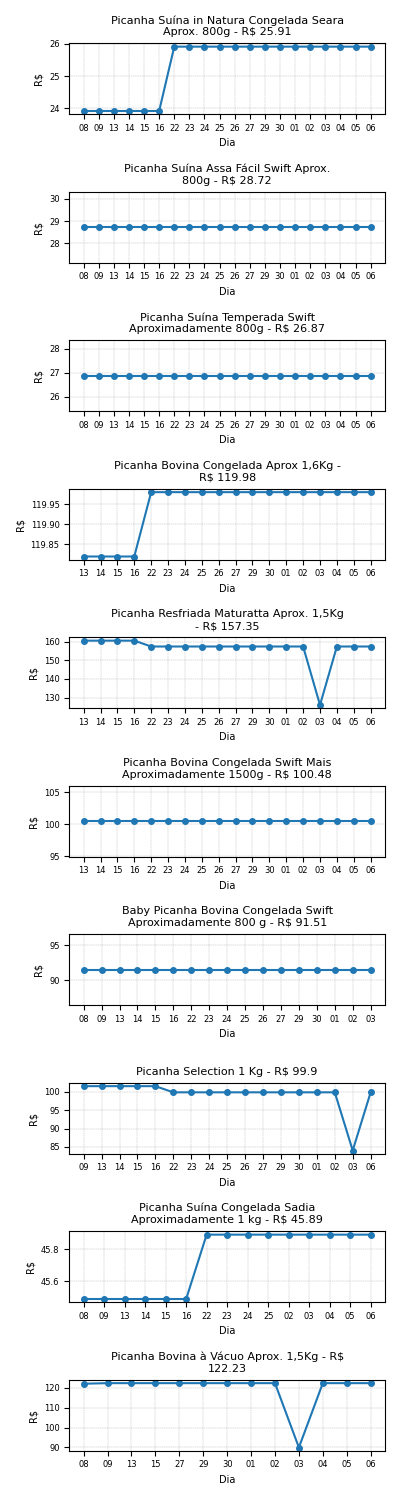 Picanha Suína in Natura Congelada Seara
Aprox. 800g - R$ 25.91
26
25
24
R$
08 09 13 14 15 16 22 23 24 25 26 27 29 30 01 02 03 04 05 06
Dia
Picanha Suína Assa Fácil Swift Aprox.
800g - R$ 28.72
30
29
28
R$
08 09 13 14 15 16 22 23 24 25 26 27 29 30 01 02 03 04 05 06
Dia
Picanha Suína Temperada Swift
Aproximadamente 800g - R$ 26.87
28
27
26
R$
08 09 13 14 15 16 22 23 24 25 26 27 29 30 01 02 03 04 05 06
Dia
Picanha Bovina Congelada Aprox 1,6Kg -
R$ 119.98
119.95
119.90
119.85
R$
13 14 15 16 22 23 24 25 26 27 29 30 01 02 03 04 05 06
Dia
Picanha Resfriada Maturatta Aprox. 1,5Kg
- R$ 157.35
160
150
140
130
R$
13 14 15 16 22 23 24 25 26 27 29 30 01 02 03 04 05 06
Dia
Picanha Bovina Congelada Swift Mais
Aproximadamente 1500g - R$ 100.48
105
100
95
R$
13 14 15 16 22 23 24 25 26 27 29 30 01 02 03 04 05 06
Dia
Baby Picanha Bovina Congelada Swift
Aproximadamente 800 g - R$ 91.51
95
90
R$
08 09 13 14 15 16 22 23 24 25 26 27 29 30 01 02 03
Dia
Picanha Selection 1 Kg - R$ 99.9
100
95
90
85
R$
09 13 14 15 16 22 23 24 25 26 27 29 30 01 02 03 06
Dia
Picanha Suína Congelada Sadia
Aproximadamente 1 kg - R$ 45.89
45.8
45.6
R$
08 09 13 14 15 16 22 23 24 25 02 03 04 05 06
Dia
Picanha Bovina à Vácuo Aprox. 1,5Kg - R$
122.23
120
110
100
90
R$
08 09 13 15 27 29 30 01 02 03 04 05 06
Dia